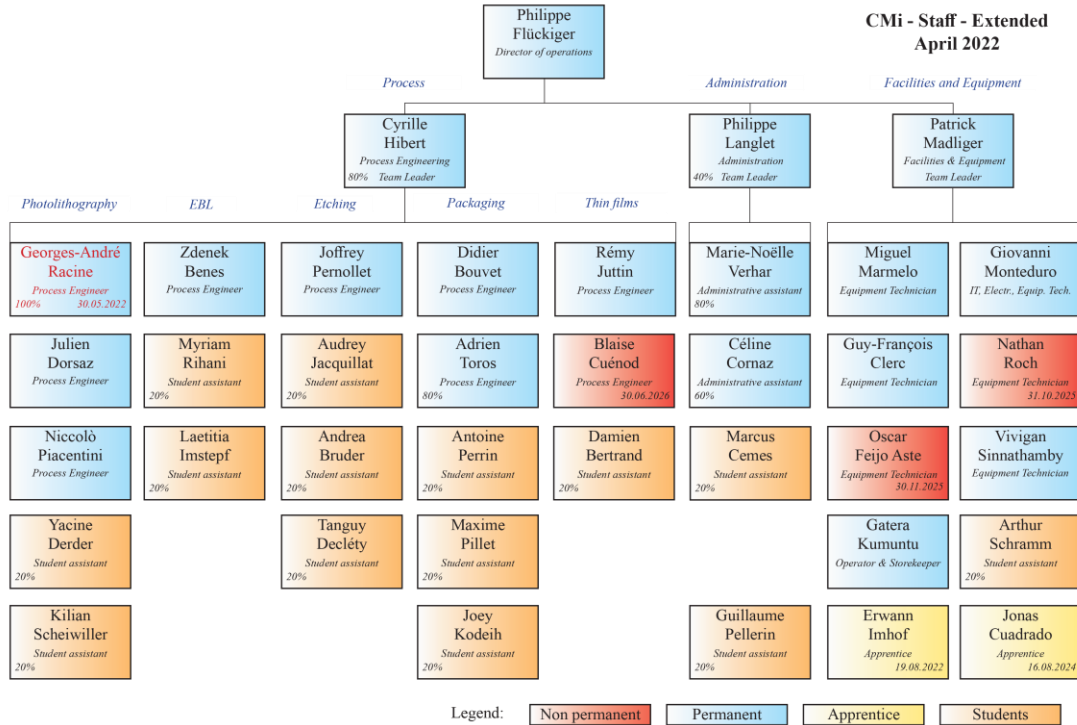 Philippe
Flückiger
Director of operations
CMi - Staff - Extended
April 2022
Process
Administration
Facilities and Equipment
Cyrille
Hibert
Process Engineering
80% Team Leader
Philippe
Langlet
Administration
40% Team Leader
Patrick
Madliger
Facilities & Equipment
Team Leader
Photolithography
EBL
Etching
Packaging
Thin films
Georges-André
Racine
Process Engineer
100% 30.05.2022
Zdenek
Benes
Process Engineer
Joffrey
Pernollet
Process Engineer
Didier
Bouvet
Process Engineer
Rémy
Juttin
Process Engineer
Marie-Noëlle
Verhar
Administrative assistant
80%
Miguel
Marmelo
Equipment Technician
Giovanni
Monteduro
IT, Electr., Equip. Tech.
Julien
Dorsaz
Process Engineer
Myriam
Rihani
Student assistant
20%
Audrey
Jacquillat
Student assistant
20%
Adrien
Toros
Process Engineer
80%
Blaise
Cuénod
Process Engineer
30.06.2026
Céline
Cornaz
Administrative assistant
60%
Guy-François
Clerc
Equipment Technician
Nathan
Roch
Equipment Technician
31.10.2025
Niccolò
Piacentini
Process Engineer
Laetitia
Imstepf
Student assistant
20%
Andrea
Bruder
Student assistant
20%
Antoine
Perrin
Student assistant
20%
Damien
Bertrand
Student assistant
20%
Marcus
Cemes
Student assistant
20%
Oscar
Feijo Aste
Equipment Technician
30.11.2025
Vivigan
Sinnathamby
Equipment Technician
Yacine
Derder
Student assistant
20%
Tanguy
Decléty
Student assistant
20%
Maxime
Pillet
Student assistant
20%
Gatera
Kumuntu
Operator & Storekeeper
Arthur
Schramm
Student assistant
20%
Kilian
Scheiwiller
Student assistant
20%
Joey
Kodeih
Student assistant
20%
Guillaume
Pellerin
Student assistant
20%
Erwann
Imhof
Apprentice
19.08.2022
Jonas
Cuadrado
Apprentice
16.08.2024
Legend: Non permanent Permanent Apprentice Students